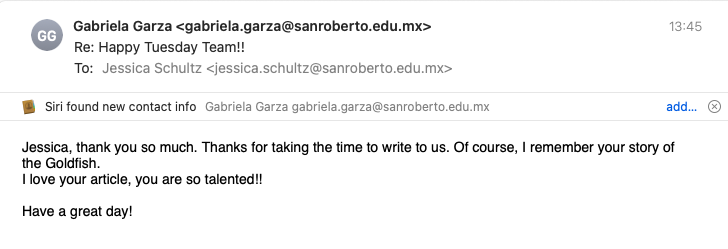 GG
Gabriela Garza <gabriela.garza@sanroberto.edu.mx>
13:45
Re: Happy Tuesday Team!!
To: Jessica Schultz <jessica.schultz@sanroberto.edu.mx>
Siri found new contact info Gabriela Garza gabriela.garza@sanroberto.edu.mx
add...
Jessica, thank you so much. Thanks for taking the time to write to us. Of course, I remember your story of
the Goldfish.
I love your article, you are so talented!!
Have a great day!